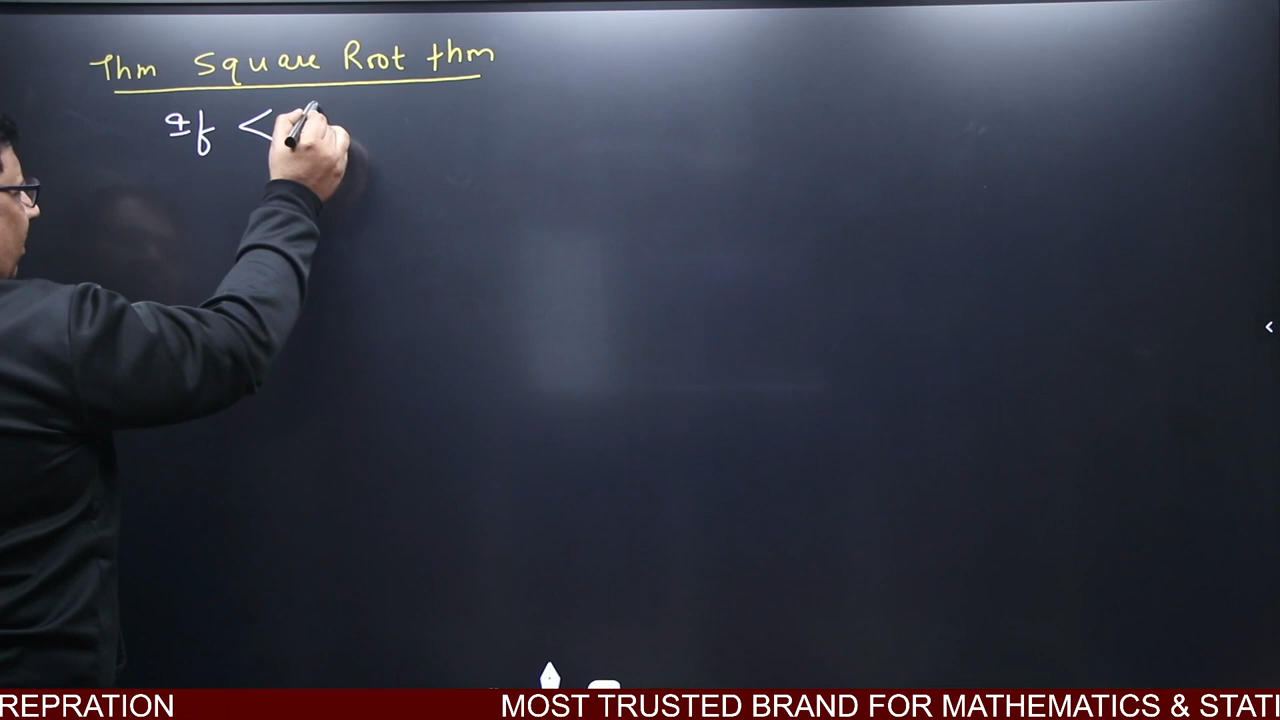 Thm Square Root thm
If <
REPRATION MOST TRUSTED BRAND FOR MATHEMATICS & STATI